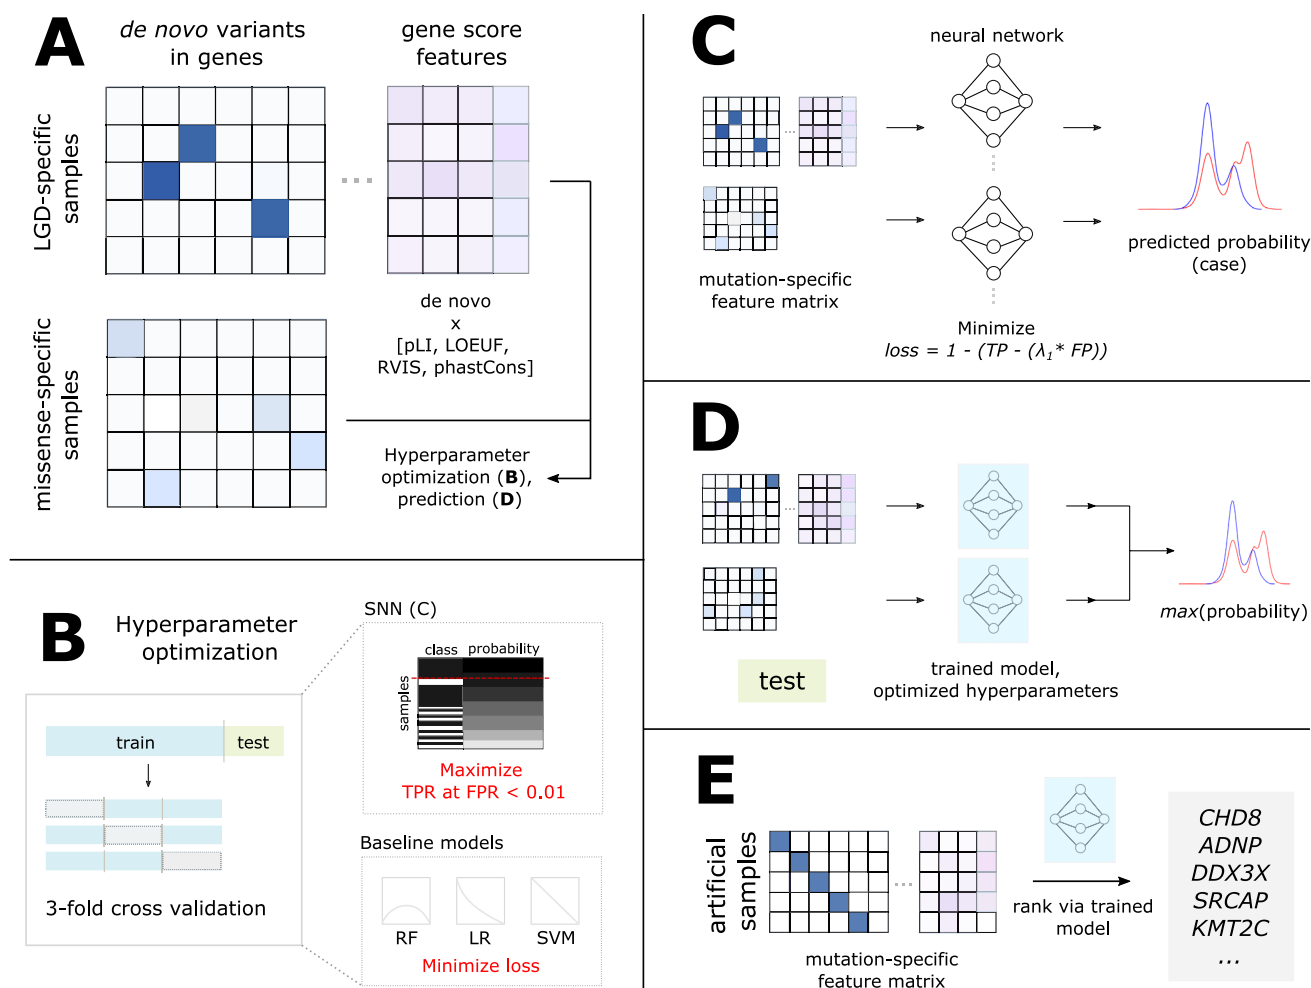 A
de novo variants
in genes
gene score
features
LGD-specific
samples
...
de novo
x
[pLI, LOEUF,
RVIS, phastCons]
missense-specific
samples
Hyperparameter
optimization (B),
prediction (D)
B
Hyperparameter
optimization
train
test
3-fold cross validation
SNN (C)
class
probability
samples
Maximize
TPR at FPR < 0.01
Baseline models
RF
LR
SVM
Minimize loss
C
neural network
...
mutation-specific
feature matrix
predicted probability
(case)
Minimize
loss = 1 - (TP - (λ₁* FP))
D
...
max(probability)
test
trained model,
optimized hyperparameters
E
artificial
samples
...
mutation-specific
feature matrix
rank via trained
model
CHD8
ADNP
DDX3X
SRCAP
KMT2C
...